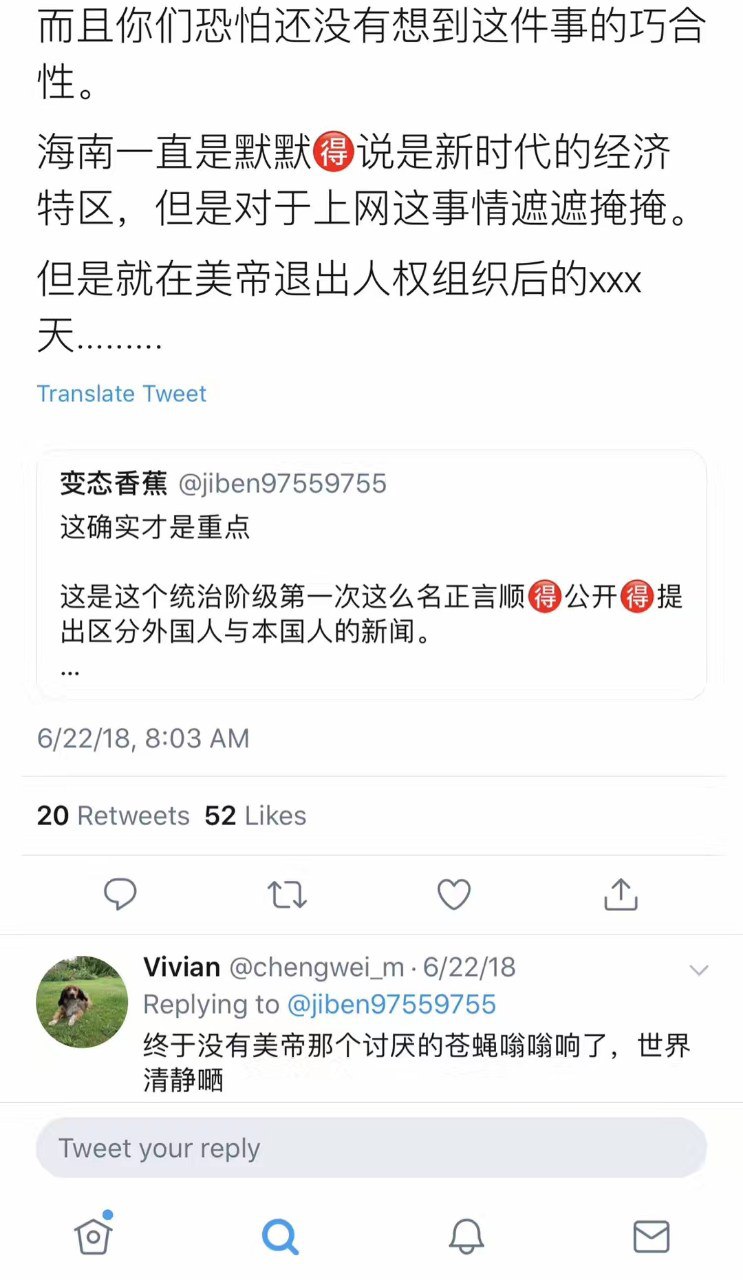 而且你们恐怕还没有想到这件事的巧合
性。
海南一直是默默🉐说是新时代的经济
特区，但是对于上网这事情遮遮掩掩。
但是就在美帝退出人权组织后的xxx
天………
Translate Tweet
变态香蕉 @jiben97559755
这确实才是重点
这是这个统治阶级第一次这么名正言顺🉐公开🉐提
出区分外国人与本国人的新闻。
...
6/22/18, 8:03 AM
20 Retweets 52 Likes
Vivian @chengwei_m · 6/22/18
Replying to @jiben97559755
终于没有美帝那个讨厌的苍蝇嗡嗡响了，世界
清静嗮
Tweet your reply